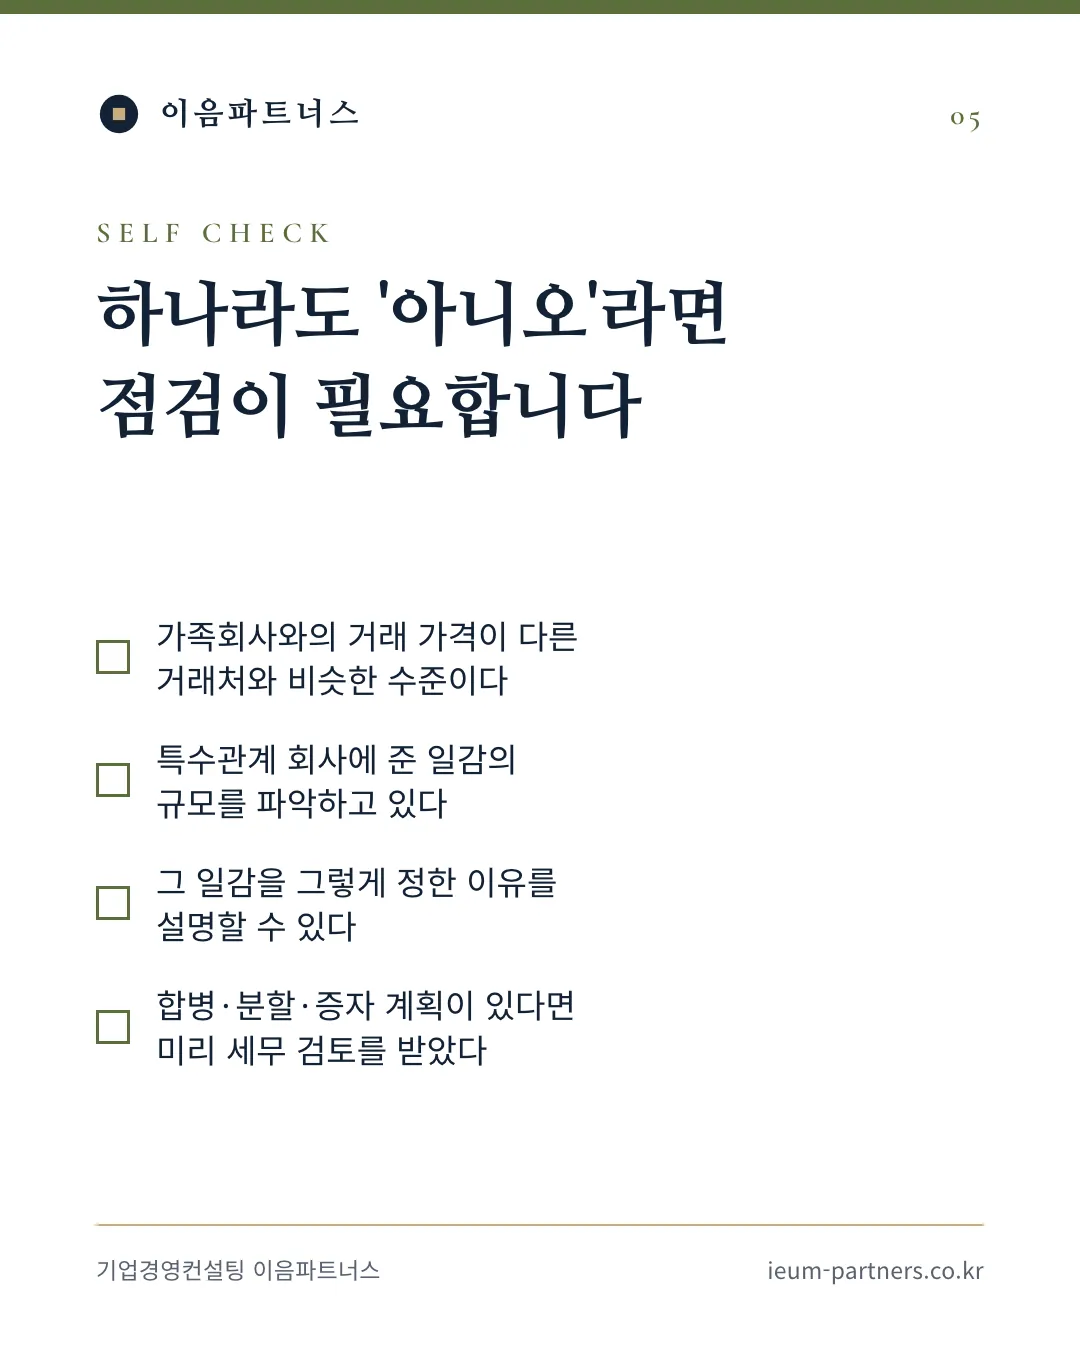 이음파트너스
05
SELF CHECK
하나라도 '아니오'라면
점검이 필요합니다
가족회사와의 거래 가격이 다른
거래처와 비슷한 수준이다
특수관계 회사에 준 일감의
규모를 파악하고 있다
그 일감을 그렇게 정한 이유를
설명할 수 있다
합병·분할·증자 계획이 있다면
미리 세무 검토를 받았다
기업경영컨설팅 이음파트너스
ieum-partners.co.kr